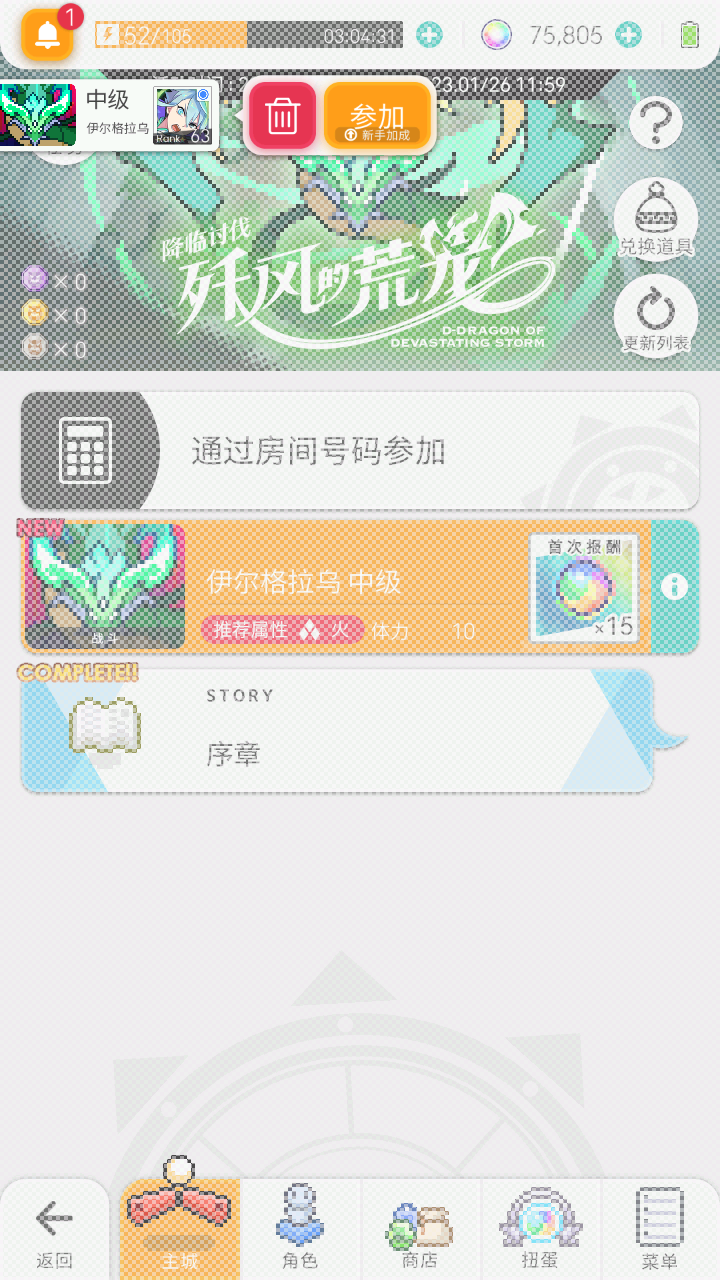 1
52/105
03:04:31
75,805
23.01/26 11:59
中级
伊尔格拉乌
Rank 63
参加
新手加成
兑换道具
降临讨伐
歼风的荒笼
D-DRAGON OF
DEVASTATING STORM
×0
×0
×0
更新列表
通过房间号码参加
NEW
战斗
伊尔格拉乌 中级
推荐属性 火 体力 10
首次报酬
×15
COMPLETE!!
STORY
序章
返回
主城
角色
商店
扭蛋
菜单